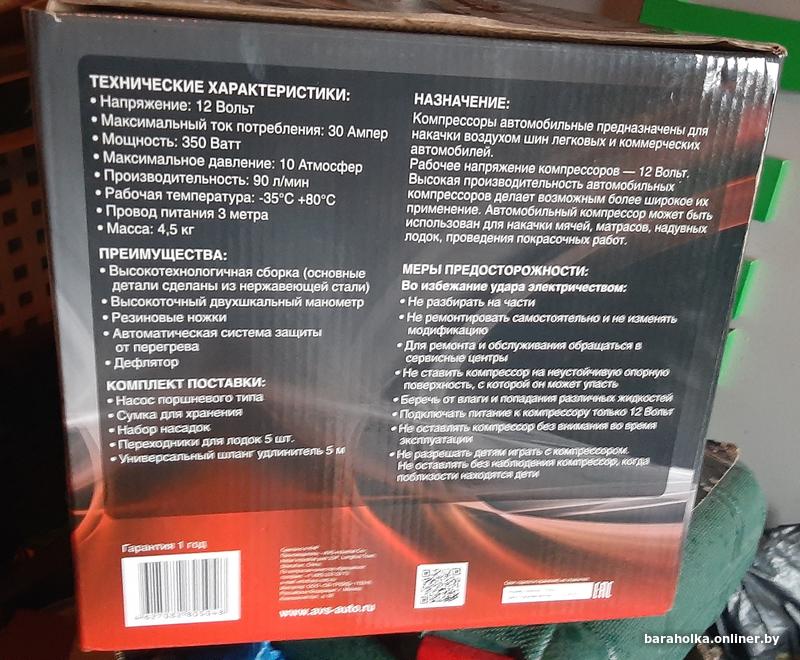 ТЕХНИЧЕСКИЕ ХАРАКТЕРИСТИКИ:
• Напряжение: 12 Вольт
• Максимальный ток потребления: 30 Ампер
• Мощность: 350 Ватт
• Максимальное давление: 10 Атмосфер
• Производительность: 90 л/мин
• Рабочая температура: -35°С +80°С
• Провод питания 3 метра
• Масса: 4,5 кг
ПРЕИМУЩЕСТВА:
• Высокотехнологичная сборка (основные
детали сделаны из нержавеющей стали)
• Высокоточный двухшкальный манометр
• Резиновые ножки
• Автоматическая система защиты
от перегрева
• Дефлятор
КОМПЛЕКТ ПОСТАВКИ:
• Насос поршневого типа
• Сумка для хранения
• Набор насадок
• Переходники для лодок 5 шт.
• Универсальный шланг удлинитель 5 м
НАЗНАЧЕНИЕ:
Компрессоры автомобильные предназначены для
накачки воздухом шин легковых и коммерческих
автомобилей.
Рабочее напряжение компрессоров — 12 Вольт.
Высокая производительность автомобильных
компрессоров делает возможным более широкое их
применение. Автомобильный компрессор может быть
использован для накачки мячей, матрасов, надувных
лодок, проведения покрасочных работ.
МЕРЫ ПРЕДОСТОРОЖНОСТИ:
Во избежание удара электричеством:
• Не разбирать на части
• Не ремонтировать самостоятельно и не изменять
модификацию
• Для ремонта и обслуживания обращаться в
сервисные центры
• Не ставить компрессор на неустойчивую опорную
поверхность, с которой он может упасть
• Беречь от влаги и попадания различных жидкостей
• Подключать питание к компрессору только 12 Вольт
• Не оставлять компрессор без внимания во время
эксплуатации
• Не разрешать детям играть с компрессором.
Не оставлять без наблюдения компрессор, когда
поблизости находятся дети
Гарантия 1 год
www.avs-auto.ru
EAC
baraholka.onliner.by